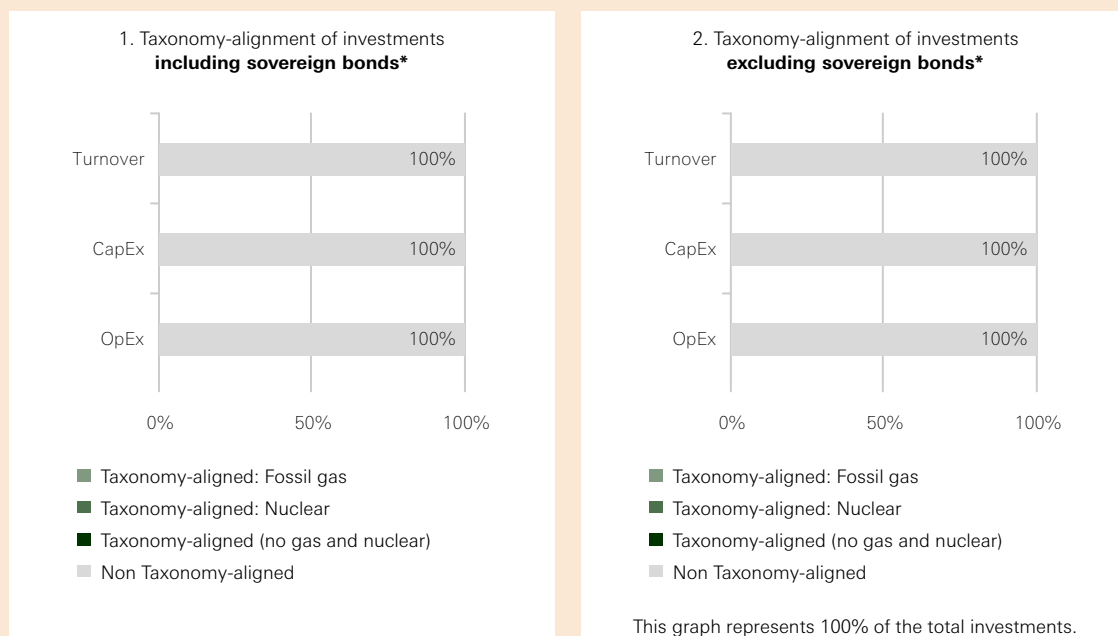 1. Taxonomy-alignment of investments
including sovereign bonds*
Turnover
100%
CapEx
100%
OpEx
100%
0%
50%
100%
Taxonomy-aligned: Fossil gas
Taxonomy-aligned: Nuclear
Taxonomy-aligned (no gas and nuclear)
Non Taxonomy-aligned
2. Taxonomy-alignment of investments
excluding sovereign bonds*
Turnover
100%
CapEx
100%
OpEx
100%
0%
50%
100%
Taxonomy-aligned: Fossil gas
Taxonomy-aligned: Nuclear
Taxonomy-aligned (no gas and nuclear)
Non Taxonomy-aligned
This graph represents 100% of the total investments.